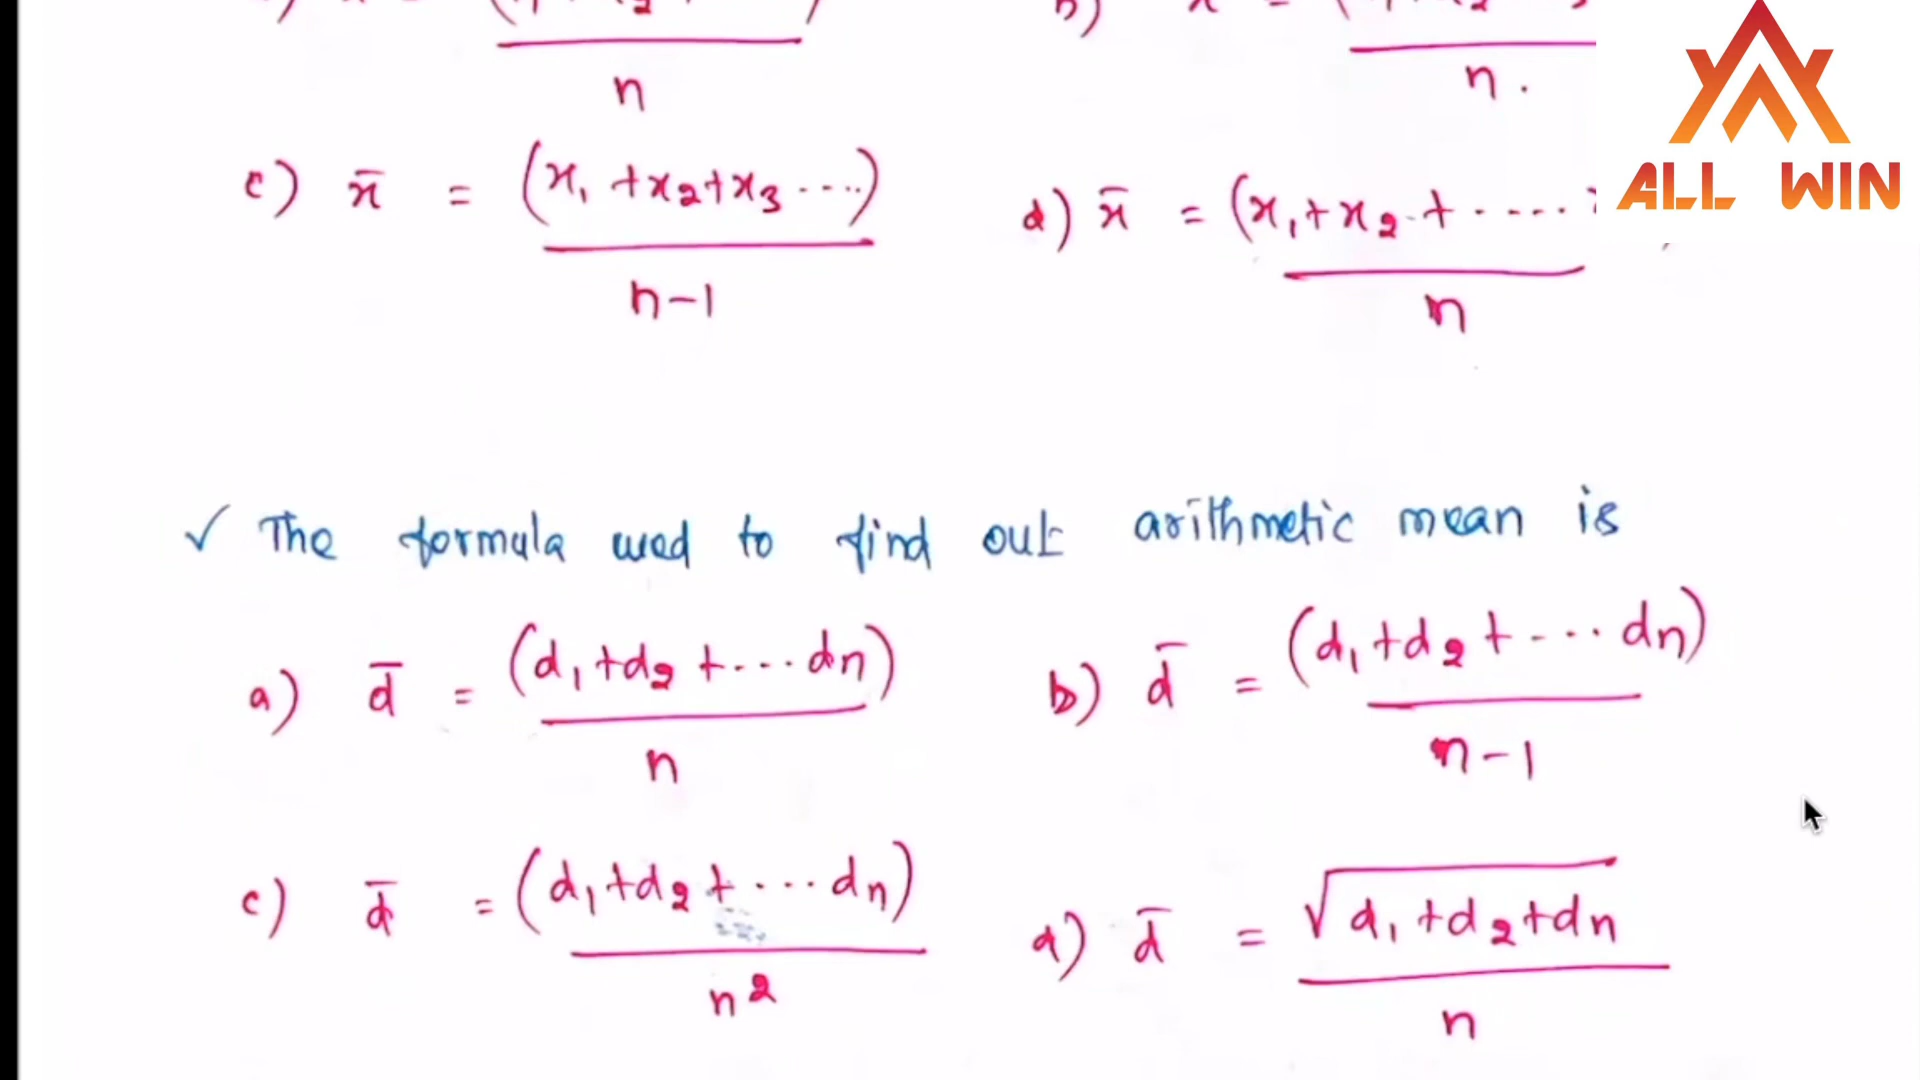 n
n.
c) x̄ = (x₁ + x₂ + x₃ ....)
n-1
d) x̄ = (x₁ + x₂ + .....
n
ALL WIN
✓ The formula used to find out arithmetic mean is
a) d̄ = (d₁ + d₂ + ... dn)
n
b) d̄ = (d₁ + d₂ + ... dn)
n-1
c) d̄ = (d₁ + d₂ + ... dn)
n²
d) d̄ = √d₁ + d₂ + dn
n